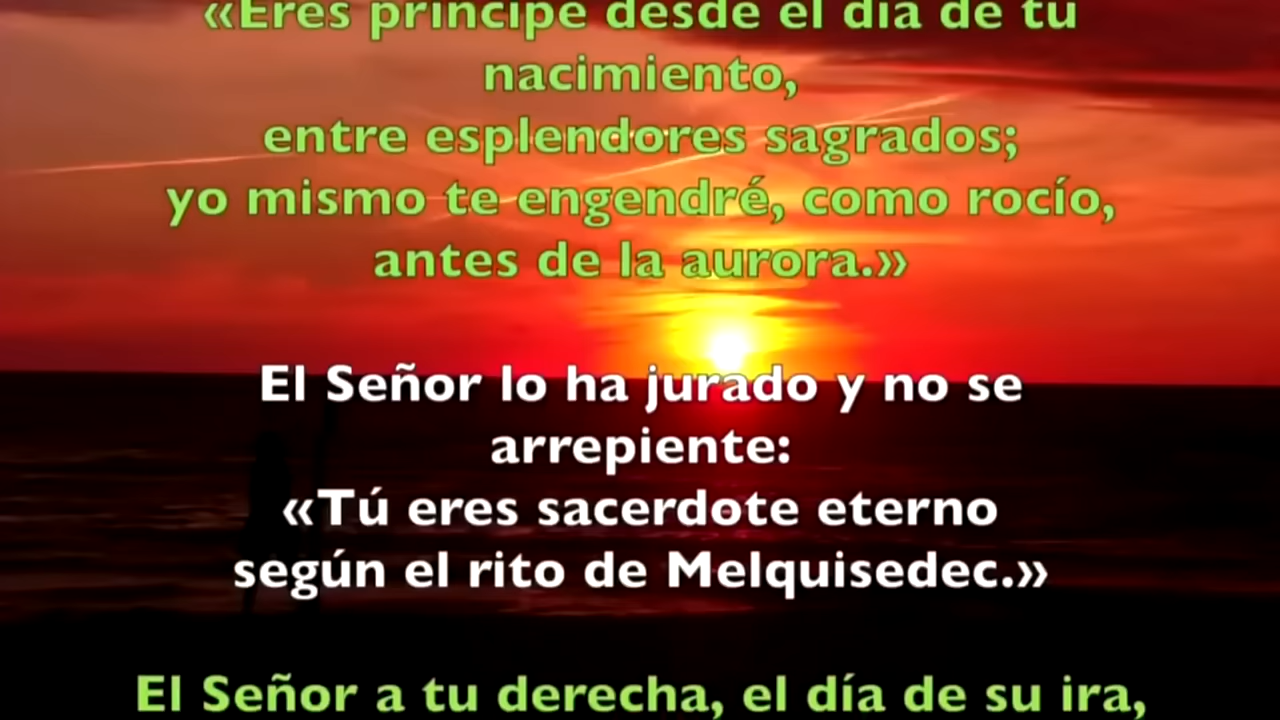 «Eres príncipe desde el día de tu
nacimiento,
entre esplendores sagrados;
yo mismo te engendré, como rocío,
antes de la aurora.»
El Señor lo ha jurado y no se
arrepiente:
«Tú eres sacerdote eterno
según el rito de Melquisedec.»
El Señor a tu derecha, el día de su ira,